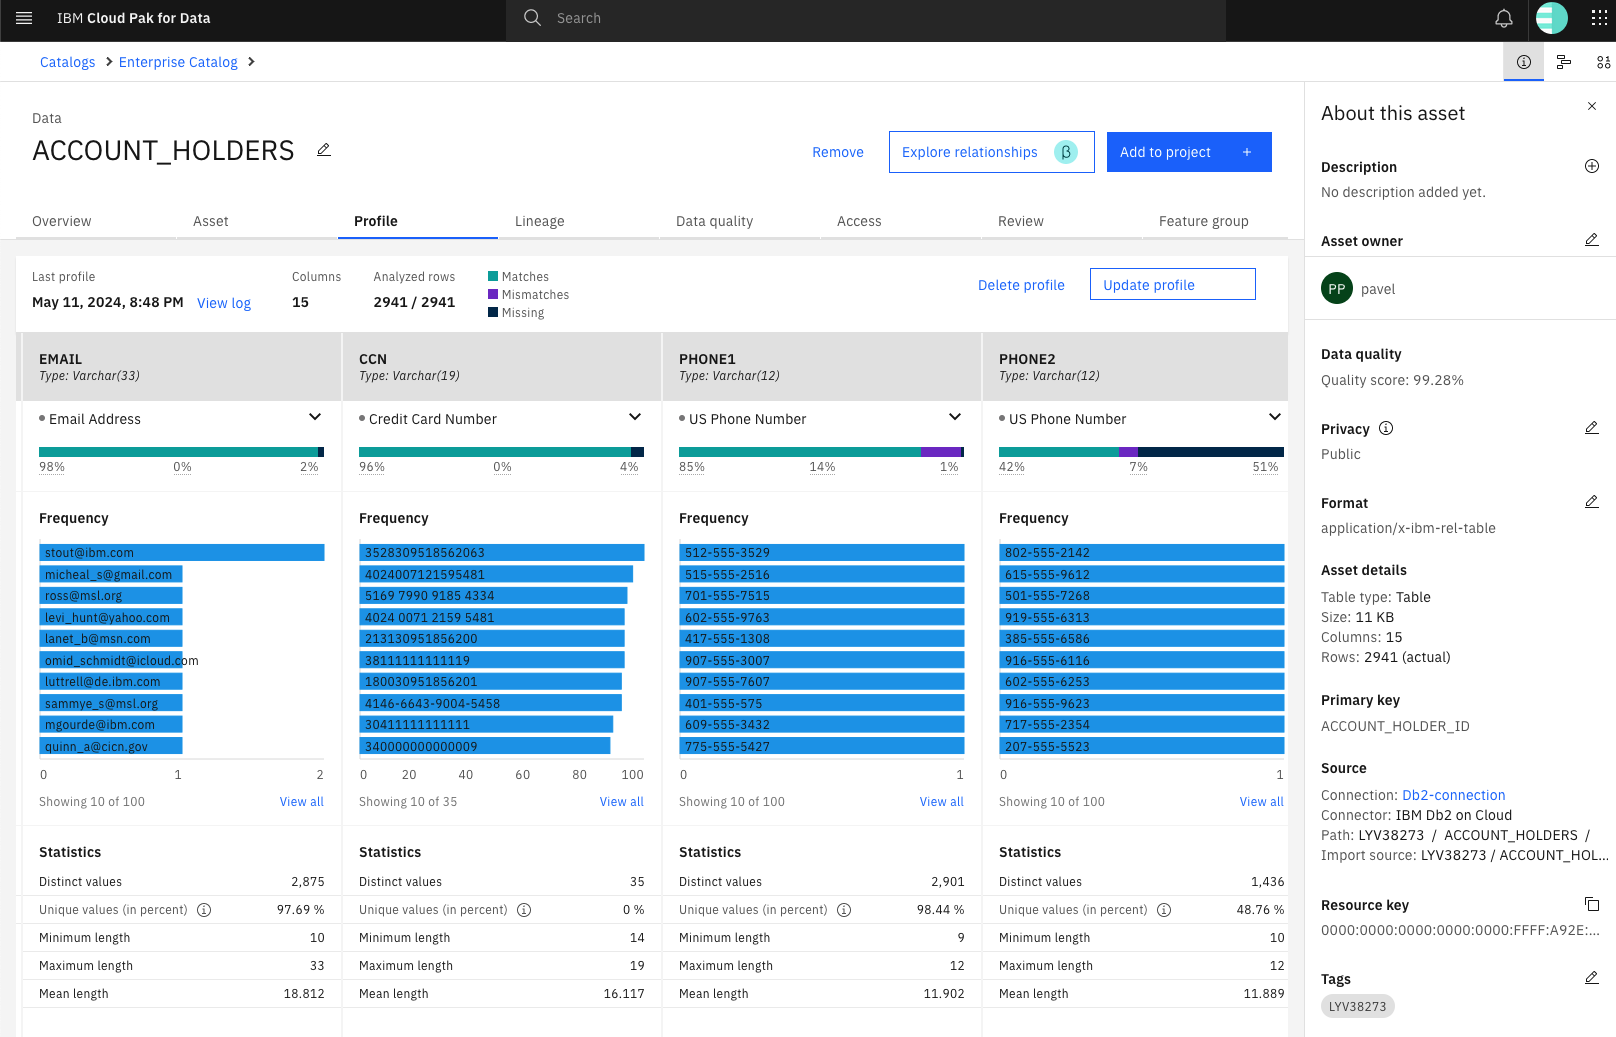 IBM Cloud Pak for Data
Search
Catalogs
Enterprise Catalog
Data
ACCOUNT_HOLDERS
Remove
Explore relationships β
Add to project +
Overview
Asset
Profile
Lineage
Data quality
Access
Review
Feature group
Last profile
May 11, 2024, 8:48 PM View log
Columns
15
Analyzed rows
2941 / 2941
Matches
Mismatches
Missing
Delete profile
Update profile
EMAIL
Type: Varchar(33)
Email Address
98% 0% 2%
Frequency
stout@ibm.com
micheal_s@gmail.com
ross@msl.org
levi_hunt@yahoo.com
lanet_b@msn.com
omid_schmidt@icloud.com
luttrell@de.ibm.com
sammye_s@msl.org
mgourde@ibm.com
quinn_a@cicn.gov
0 1 2
Showing 10 of 100 View all
Statistics
Distinct values 2,875
Unique values (in percent) 97.69 %
Minimum length 10
Maximum length 33
Mean length 18.812
CCN
Type: Varchar(19)
Credit Card Number
96% 0% 4%
Frequency
3528309518562063
4024007121595481
5169 7990 9185 4334
4024 0071 2159 5481
213130951856200
38111111111119
180030951856201
4146-6643-9004-5458
30411111111111
340000000000009
0 20 40 60 80 100
Showing 10 of 35 View all
Statistics
Distinct values 35
Unique values (in percent) 0 %
Minimum length 14
Maximum length 19
Mean length 16.117
PHONE1
Type: Varchar(12)
US Phone Number
85% 14% 1%
Frequency
512-555-3529
515-555-2516
701-555-7515
602-555-9763
417-555-1308
907-555-3007
907-555-7607
401-555-575
609-555-3432
775-555-5427
0 1
Showing 10 of 100 View all
Statistics
Distinct values 2,901
Unique values (in percent) 98.44 %
Minimum length 9
Maximum length 12
Mean length 11.902
PHONE2
Type: Varchar(12)
US Phone Number
42% 7% 51%
Frequency
802-555-2142
615-555-9612
501-555-7268
919-555-6313
385-555-6586
916-555-6116
602-555-6253
916-555-9623
717-555-2354
207-555-5523
0 1
Showing 10 of 100 View all
Statistics
Distinct values 1,436
Unique values (in percent) 48.76 %
Minimum length 10
Maximum length 12
Mean length 11.889
About this asset
Description
No description added yet.
Asset owner
PP pavel
Data quality
Quality score: 99.28%
Privacy
Public
Format
application/x-ibm-rel-table
Asset details
Table type: Table
Size: 11 KB
Columns: 15
Rows: 2941 (actual)
Primary key
ACCOUNT_HOLDER_ID
Source
Connection: Db2-connection
Connector: IBM Db2 on Cloud
Path: LYV38273 / ACCOUNT_HOLDERS /
Import source: LYV38273 / ACCOUNT_HOL...
Resource key
0000:0000:0000:0000:0000:FFFF:A92E:...
Tags
LYV38273